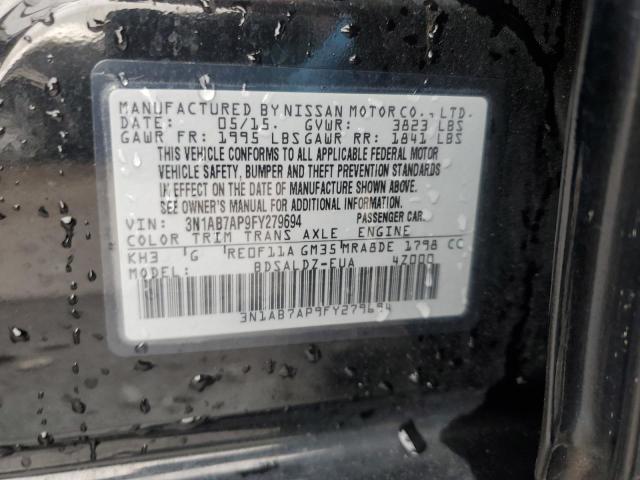 MANUFACTURED BY NISSAN MOTOR CO., LTD.
DATE: 05/15. GVWR: 3823 LBS
GAWR FR: 1995 LBS GAWR RR: 1841 LBS
THIS VEHICLE CONFORMS TO ALL APPLICABLE FEDERAL MOTOR
VEHICLE SAFETY, BUMPER AND THEFT PREVENTION STANDARDS
IN EFFECT ON THE DATE OF MANUFACTURE SHOWN ABOVE.
SEE OWNER'S MANUAL FOR ADDITIONAL INFORMATION.
VIN: 3N1AB7AP9FY279694 PASSENGER CAR.
COLOR TRIM TRANS AXLE ENGINE
KH3 G RE0F11A GM35 MRA8DE 1798 CC
MODEL: BDSALDZ-EUA 47000
3N1AB7AP9FY279694